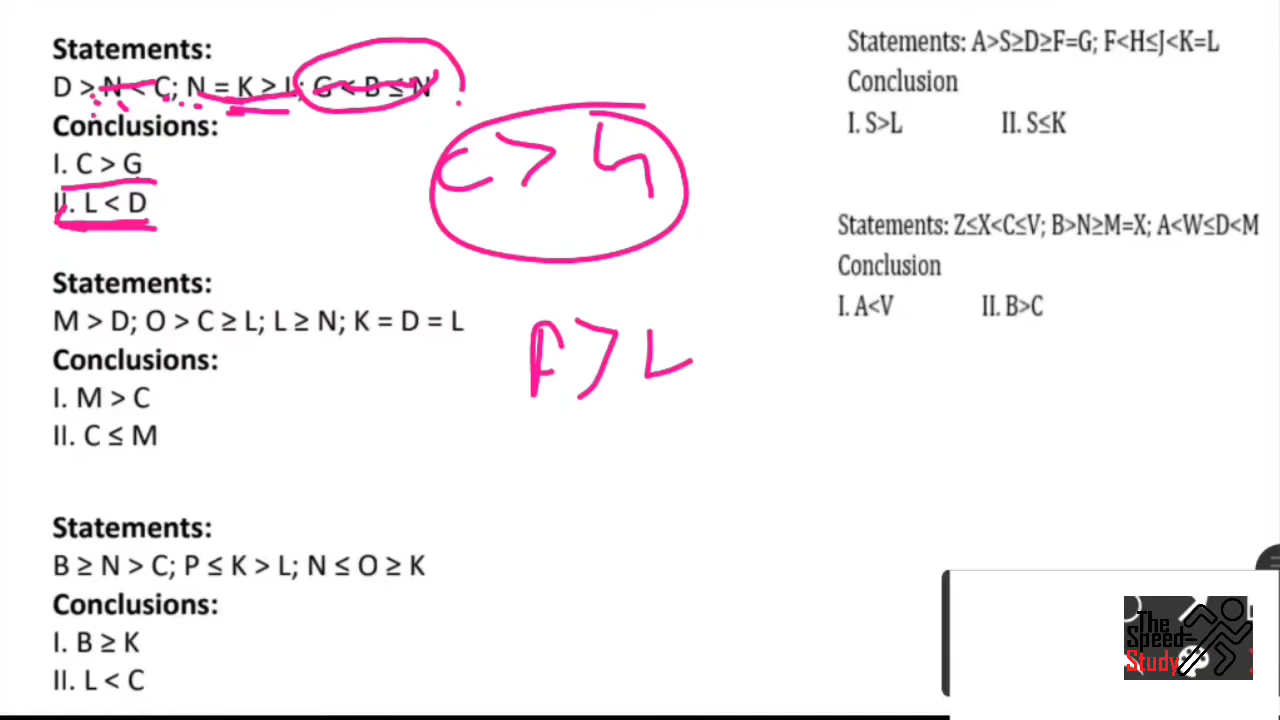 Statements:
D > N < C; N = K > L; G < B ≤ N
Conclusions:
I. C > G
II. L < D
C > G
Statements:
M > D; O > C ≥ L; L ≥ N; K = D = L
Conclusions:
I. M > C
II. C ≤ M
Statements:
B ≥ N > C; P ≤ K > L; N ≤ O ≥ K
Conclusions:
I. B ≥ K
II. L < C
Statements: A>S≥D≥F=G; F<H≤J<K=L
Conclusion
I. S>L II. S≤K
Statements: Z≤X<C≤V; B>N≥M=X; A<W≤D<M
Conclusion
I. A<V II. B>C
The
Speed
Study